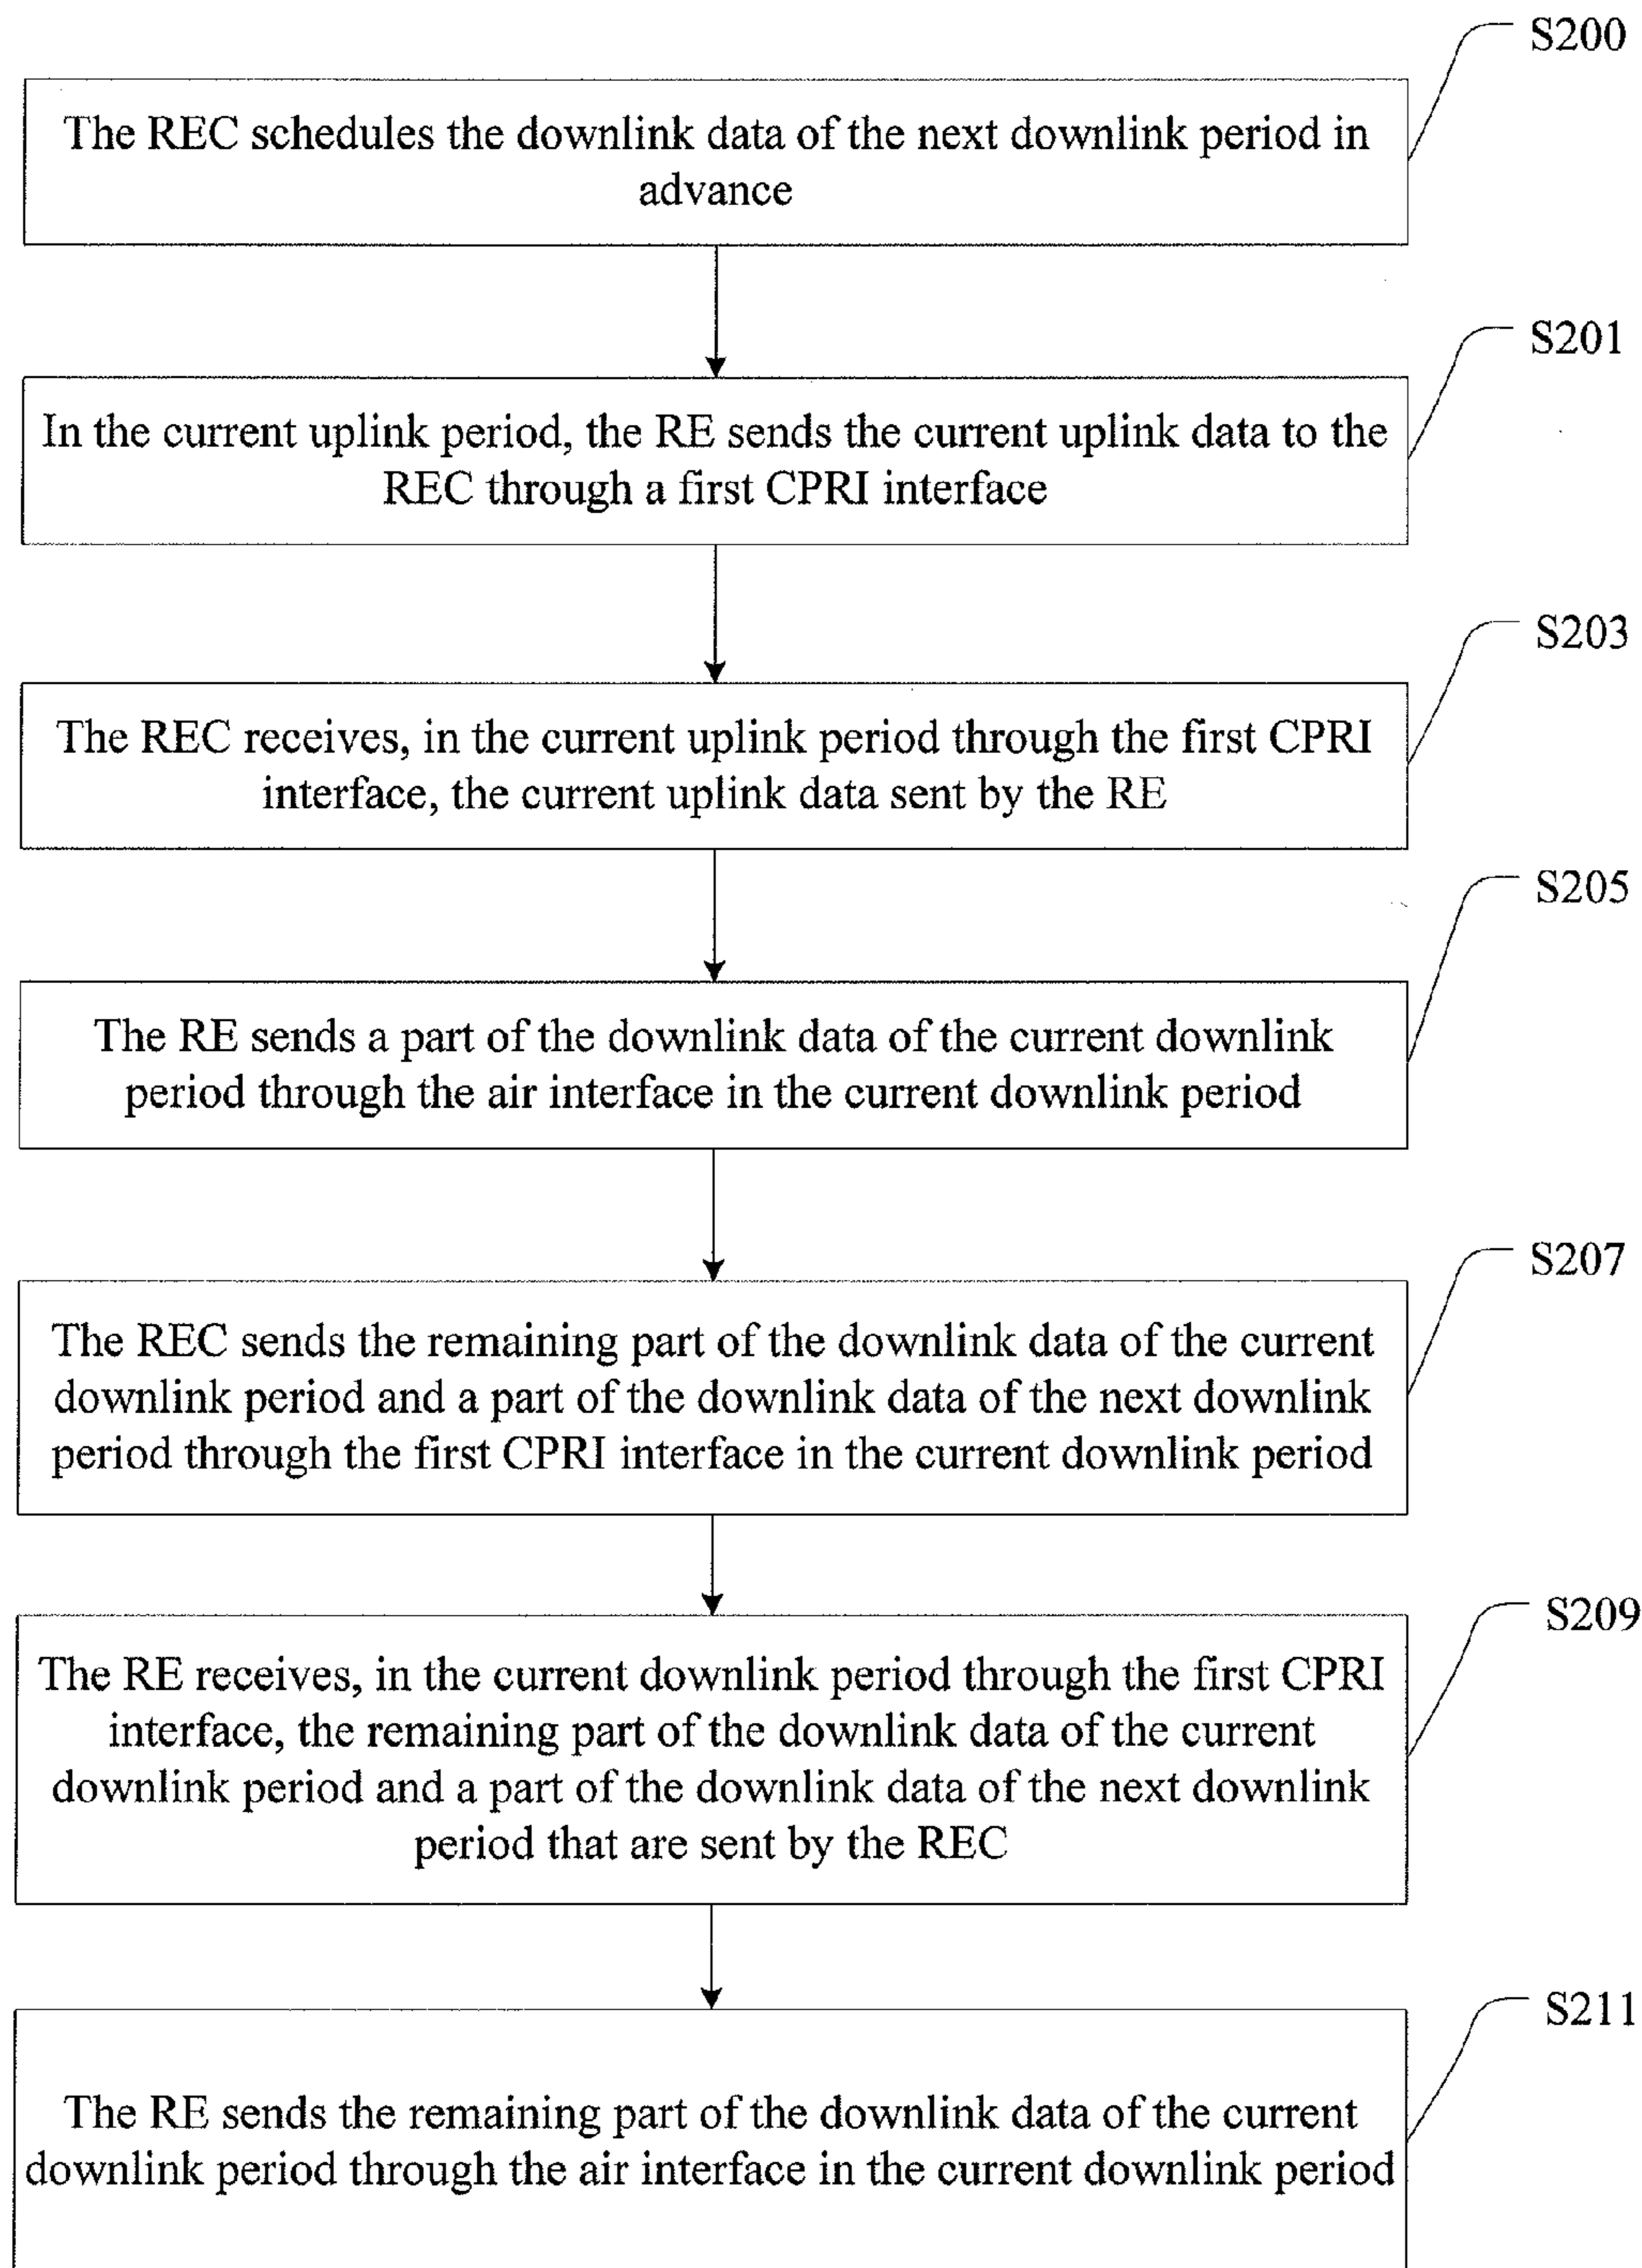 S200
The REC schedules the downlink data of the next downlink period in
advance
S201
In the current uplink period, the RE sends the current uplink data to the
REC through a first CPRI interface
S203
The REC receives, in the current uplink period through the first CPRI
interface, the current uplink data sent by the RE
S205
The RE sends a part of the downlink data of the current downlink
period through the air interface in the current downlink period
S207
The REC sends the remaining part of the downlink data of the current
downlink period and a part of the downlink data of the next downlink
period through the first CPRI interface in the current downlink period
S209
The RE receives, in the current downlink period through the first CPRI
interface, the remaining part of the downlink data of the current
downlink period and a part of the downlink data of the next downlink
period that are sent by the REC
S211
The RE sends the remaining part of the downlink data of the current
downlink period through the air interface in the current downlink period